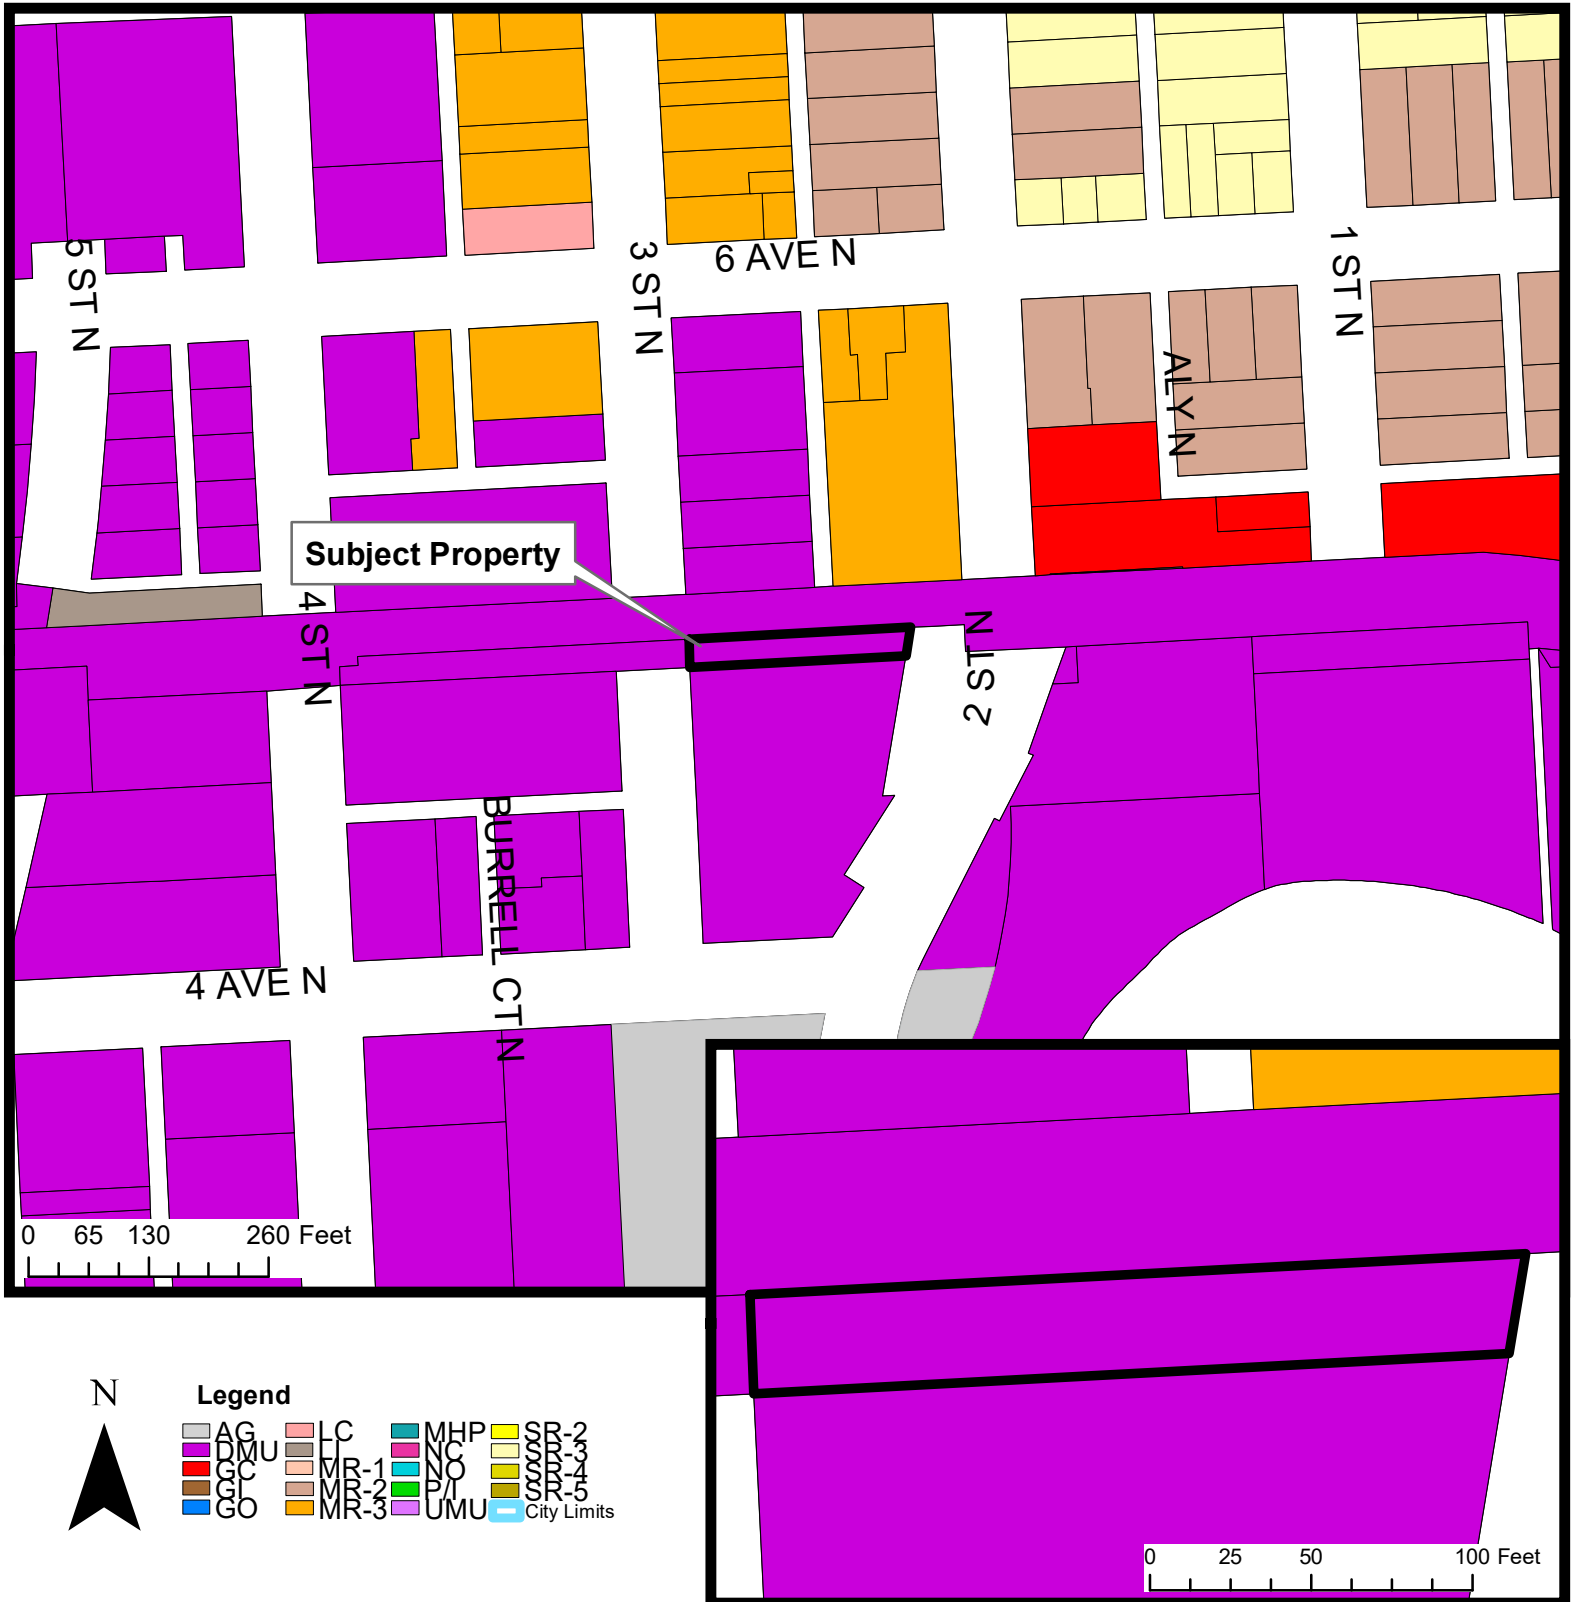 5 ST N
3 ST N
6 AVE N
1 ST N
ALY N
Subject Property
4 ST N
2 ST N
BURRELL CT N
4 AVE N
0 65 130 260 Feet
N
Legend
AG
DMU
GC
GI
GO
LC
LI
MR-1
MR-2
MR-3
MHP
NC
NO
P/I
UMU
SR-2
SR-3
SR-4
SR-5
City Limits
0 25 50 100 Feet